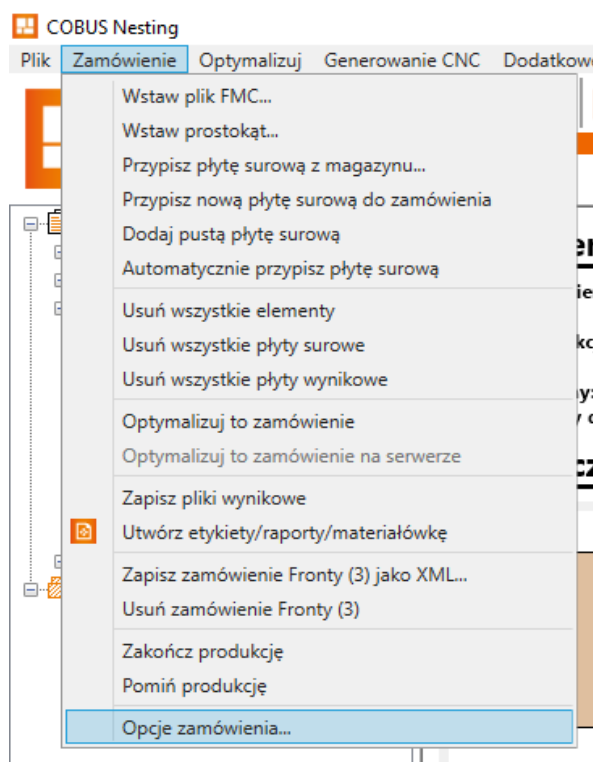 COBUS Nesting
Plik Zamówienie Optymalizuj Generowanie CNC
Wstaw plik FMC...
Wstaw prostokąt...
Przypisz płytę surową z magazynu...
Przypisz nową płytę surową do zamówienia
Dodaj pustą płytę surową
Automatycznie przypisz płytę surową
Usuń wszystkie elementy
Usuń wszystkie płyty surowe
Usuń wszystkie płyty wynikowe
Optymalizuj to zamówienie
Optymalizuj to zamówienie na serwerze
Zapisz pliki wynikowe
Utwórz etykiety/raporty/materiałówkę
Zapisz zamówienie Fronty (3) jako XML...
Usuń zamówienie Fronty (3)
Zakończ produkcję
Pomiń produkcję
Opcje zamówienia...